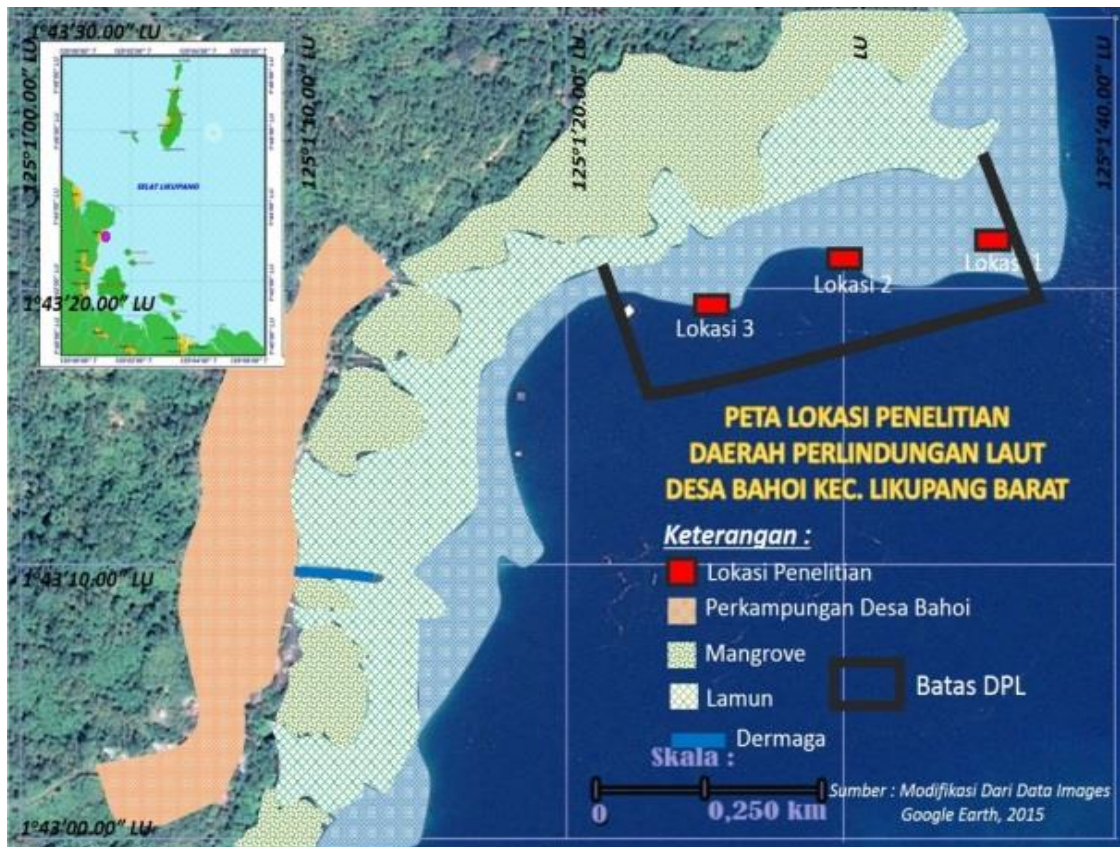 1°43'30.00" LU
125°1'00.00" LU
125°1'10.00" LU
125°1'20.00" LU
LU
125°1'40.00" LU
SELAT LIKUPANG
1°43'20.00" LU
Lokasi 1
Lokasi 2
Lokasi 3
PETA LOKASI PENELITIAN
DAERAH PERLINDUNGAN LAUT
DESA BAHOI KEC. LIKUPANG BARAT
Keterangan :
Lokasi Penelitian
1°43'10.00" LU
Perkampungan Desa Bahoi
Mangrove
Lamun
Batas DPL
Dermaga
Skala :
0
0,250 km
Sumber : Modifikasi Dari Data Images
Google Earth, 2015
1°43'00.00" LU